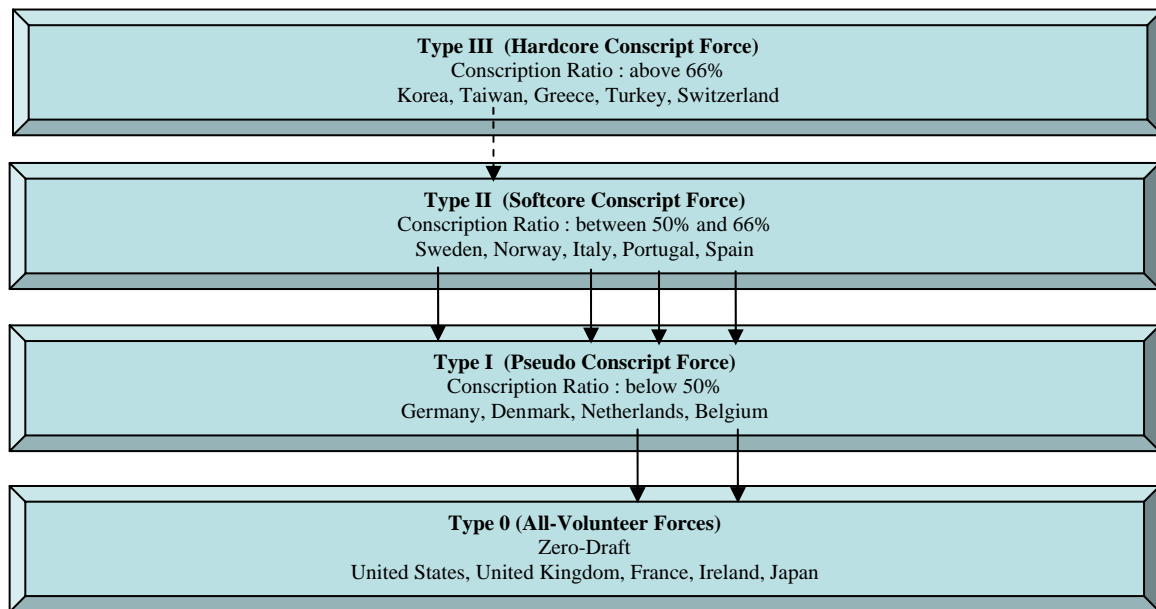 Type III (Hardcore Conscript Force)
Conscription Ratio : above 66%
Korea, Taiwan, Greece, Turkey, Switzerland
Type II (Softcore Conscript Force)
Conscription Ratio : between 50% and 66%
Sweden, Norway, Italy, Portugal, Spain
Type I (Pseudo Conscript Force)
Conscription Ratio : below 50%
Germany, Denmark, Netherlands, Belgium
Type 0 (All-Volunteer Forces)
Zero-Draft
United States, United Kingdom, France, Ireland, Japan